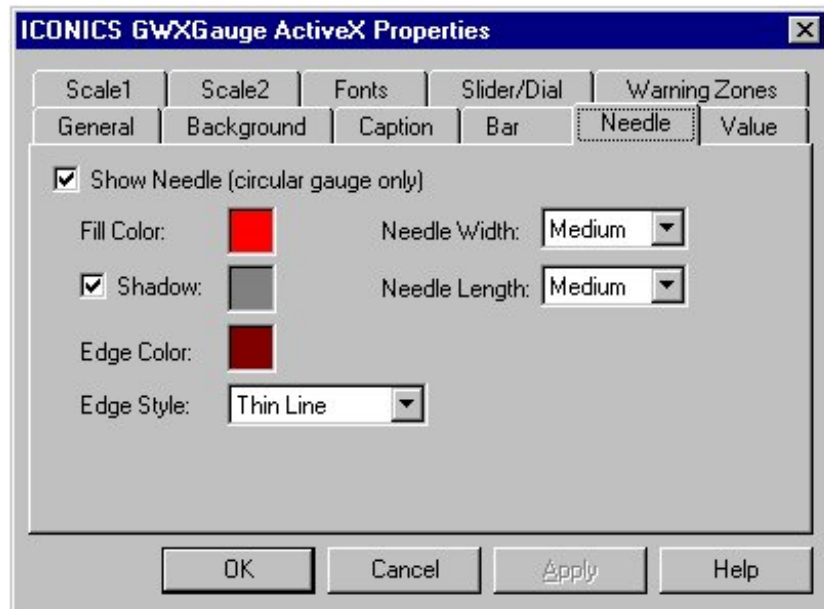 ICONICS GWXGauge ActiveX Properties
Scale1 Scale2 Fonts Slider/Dial Warning Zones
General Background Caption Bar Needle Value
Show Needle (circular gauge only)
Fill Color: Needle Width: Medium
Shadow: Needle Length: Medium
Edge Color:
Edge Style: Thin Line
OK Cancel Apply Help